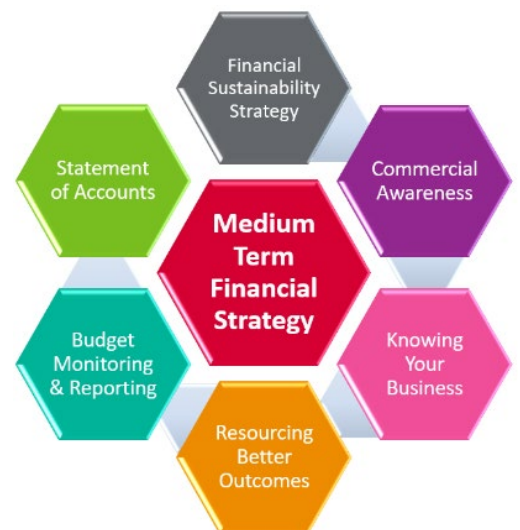 Financial
Sustainability
Strategy
Commercial
Awareness
Knowing
Your
Business
Resourcing
Better
Outcomes
Budget
Monitoring
& Reporting
Statement
of Accounts
Medium
Term
Financial
Strategy